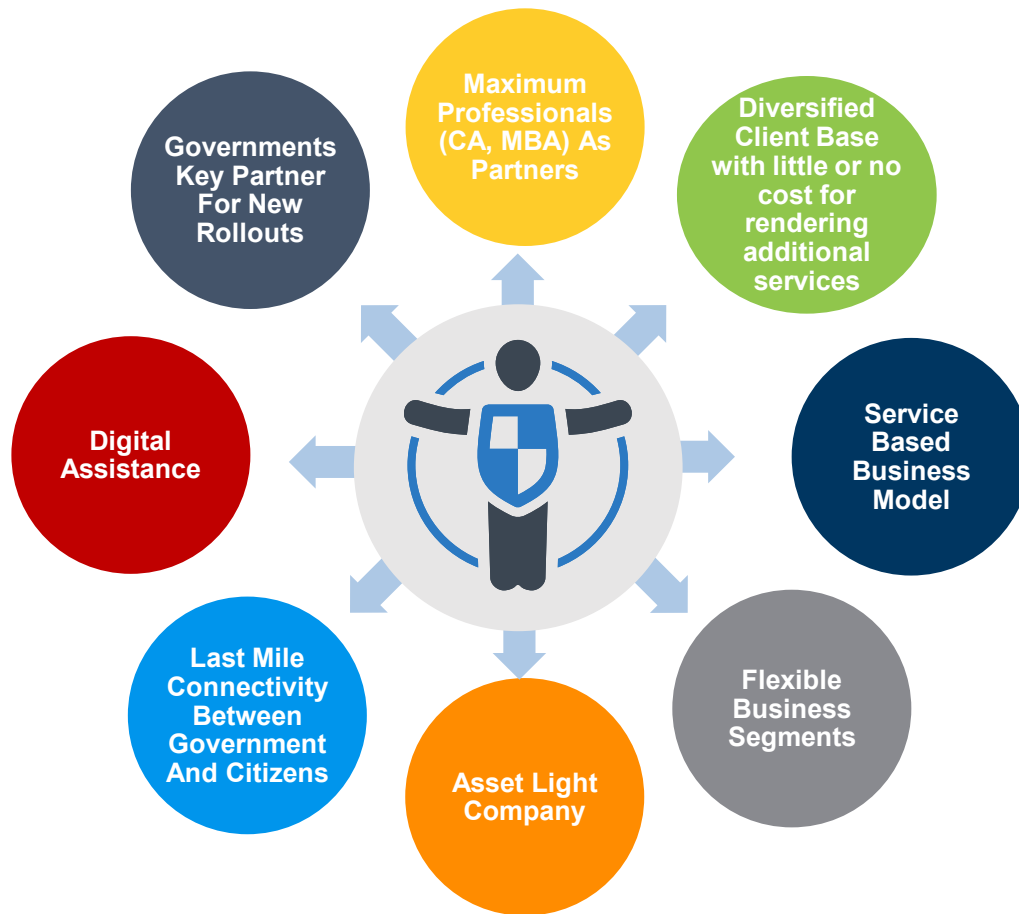 Maximum
Professionals
(CA, MBA) As
Partners
Diversified
Client Base
with little or no
cost for
rendering
additional
services
Service
Based
Business
Model
Flexible
Business
Segments
Asset Light
Company
Last Mile
Connectivity
Between
Government
And Citizens
Digital
Assistance
Governments
Key Partner
For New
Rollouts